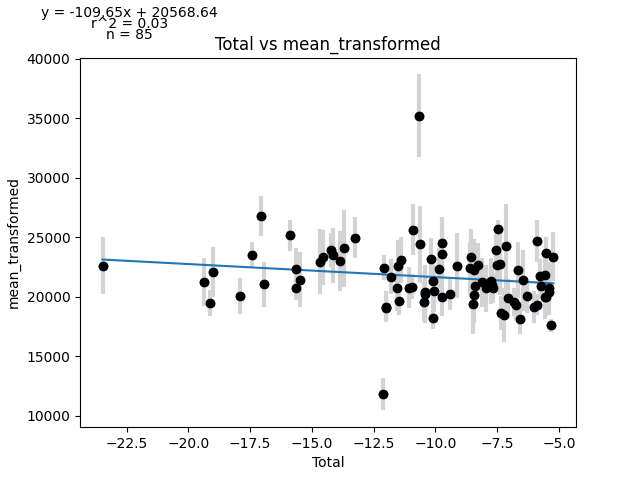 y = -109.65x + 20568.64
r^2 = 0.03
n = 85
Total vs mean_transformed
40000
35000
30000
25000
20000
15000
10000
mean_transformed
−22.5 −20.0 −17.5 −15.0 −12.5 −10.0 −7.5 −5.0
Total